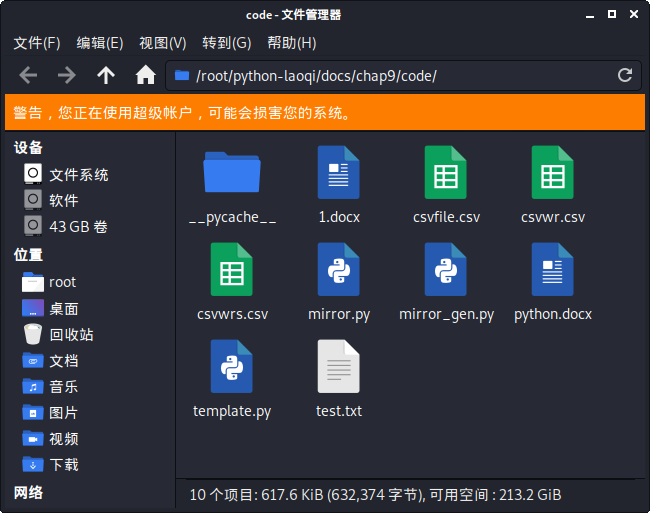 code - 文件管理器
文件(F) 编辑(E) 视图(V) 转到(G) 帮助(H)
/root/python-laoqi/docs/chap9/code/
警告，您正在使用超级帐户，可能会损害您的系统。
设备
文件系统
软件
43 GB 卷
位置
root
桌面
回收站
文档
音乐
图片
视频
下载
网络
__pycache__ 1.docx csvfile.csv csvwr.csv
csvwrs.csv mirror.py mirror_gen.py python.docx
template.py test.txt
10 个项目: 617.6 KiB (632,374 字节), 可用空间 : 213.2 GiB